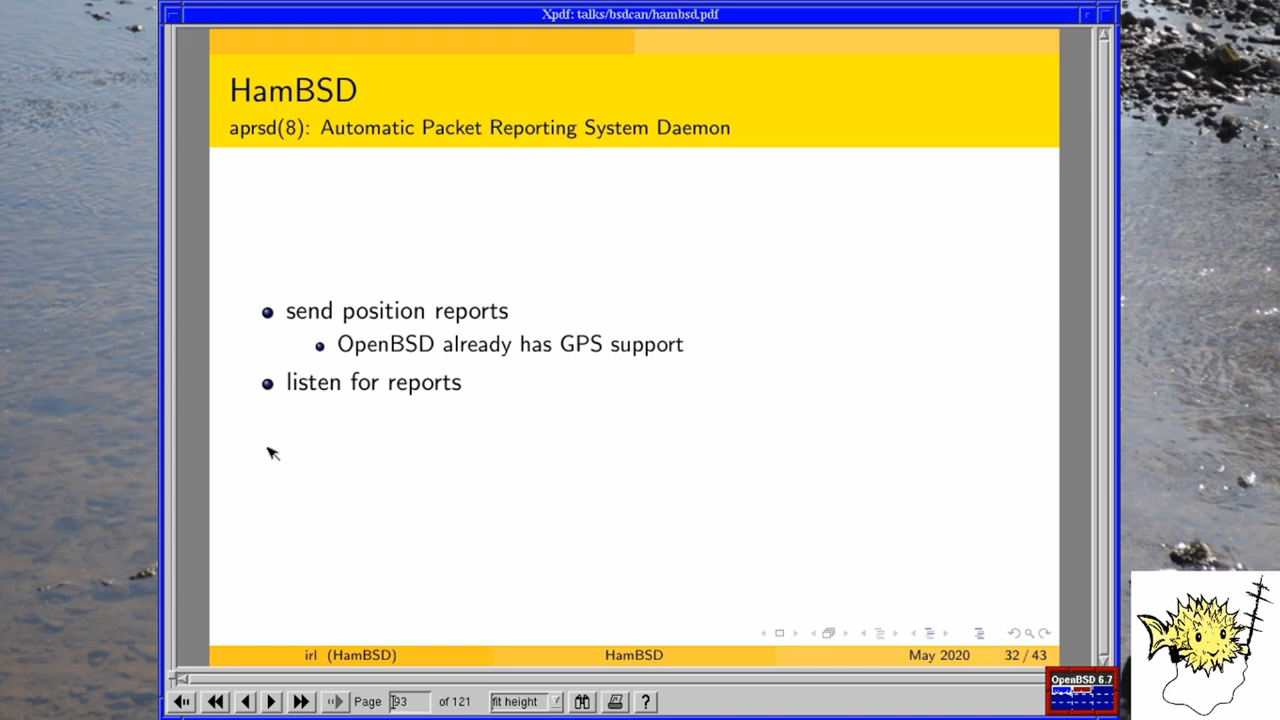 Xpdf: talks/bsdcan/hambsd.pdf
HamBSD
aprsd(8): Automatic Packet Reporting System Daemon
send position reports
OpenBSD already has GPS support
listen for reports
irl (HamBSD) HamBSD May 2020 32 / 43
Page 93 of 121 fit height ?
OpenBSD 6.7